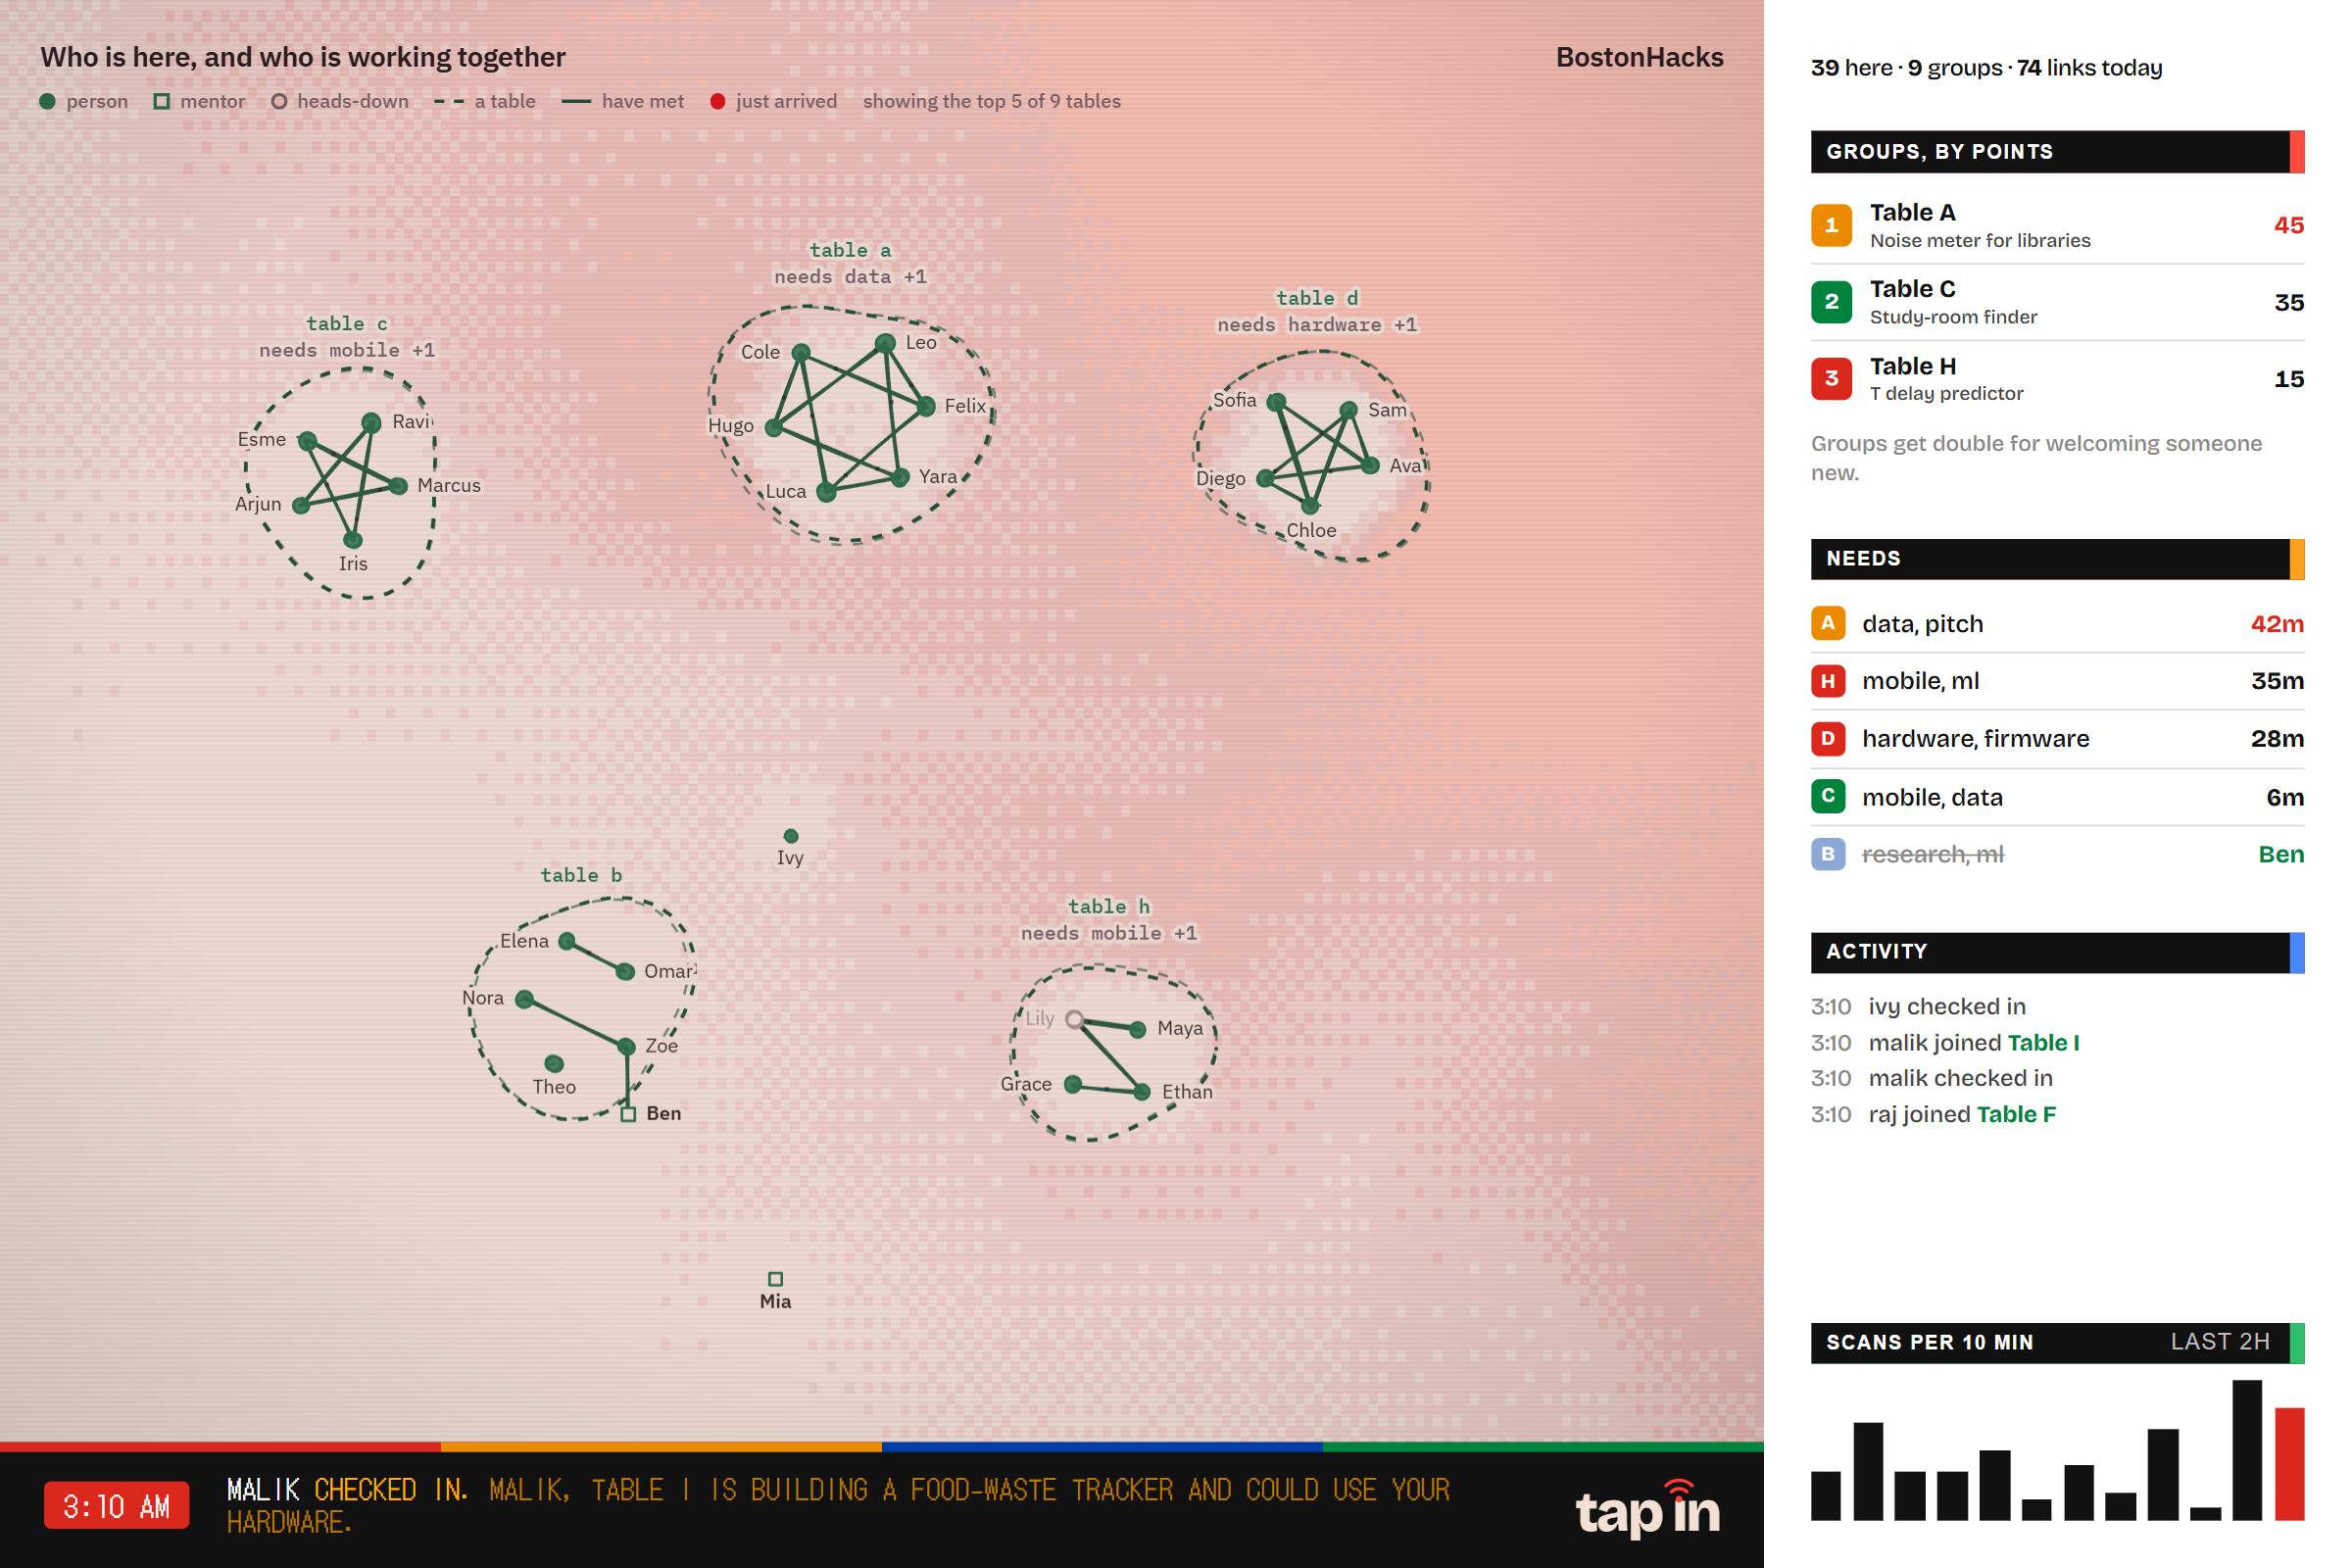 Who is here, and who is working together
BostonHacks
person mentor heads-down a table have met just arrived showing the top 5 of 9 tables
table a
needs data +1
Cole
Leo
Hugo
Felix
Luca
Yara
table c
needs mobile +1
Ravi
Esme
Marcus
Arjun
Iris
table d
needs hardware +1
Sofia
Sam
Ava
Diego
Chloe
Ivy
table b
Elena
Omar
Nora
Zoe
Theo
Ben
table h
needs mobile +1
Lily
Maya
Grace
Ethan
Mia
3:10 AM
MALIK CHECKED IN. MALIK, TABLE I IS BUILDING A FOOD-WASTE TRACKER AND COULD USE YOUR
HARDWARE.
tap in
39 here · 9 groups · 74 links today
GROUPS, BY POINTS
1 Table A 45
Noise meter for libraries
2 Table C 35
Study-room finder
3 Table H 15
T delay predictor
Groups get double for welcoming someone
new.
NEEDS
A data, pitch 42m
H mobile, ml 35m
D hardware, firmware 28m
C mobile, data 6m
B research, ml Ben
ACTIVITY
3:10 ivy checked in
3:10 malik joined Table I
3:10 malik checked in
3:10 raj joined Table F
SCANS PER 10 MIN LAST 2H